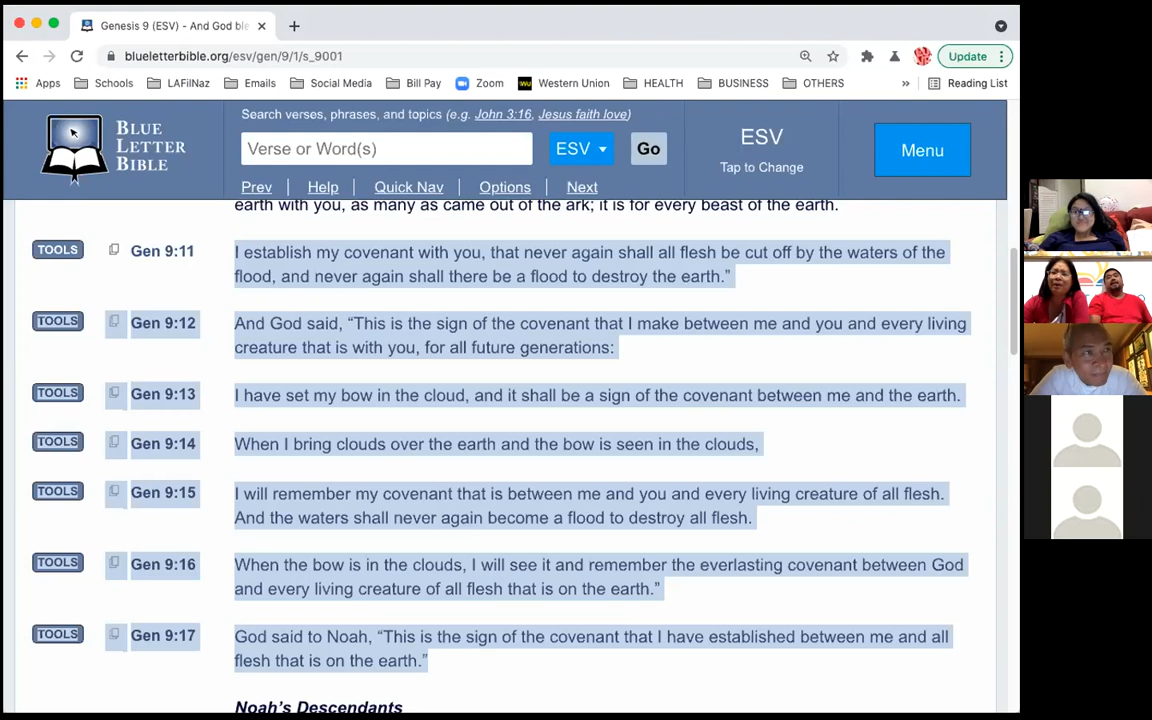 Genesis 9 (ESV) - And God ble
blueletterbible.org/esv/gen/9/1/s_9001
Update
Apps Schools LAFilNaz Emails Social Media Bill Pay Zoom Western Union HEALTH BUSINESS OTHERS » Reading List
BLUE
LETTER
BIBLE
Search verses, phrases, and topics (e.g. John 3:16, Jesus faith love)
Verse or Word(s)
ESV
Go
Prev Help Quick Nav Options Next
ESV
Tap to Change
Menu
earth with you, as many as came out of the ark; it is for every beast of the earth.
TOOLS Gen 9:11 I establish my covenant with you, that never again shall all flesh be cut off by the waters of the
flood, and never again shall there be a flood to destroy the earth.”
TOOLS Gen 9:12 And God said, “This is the sign of the covenant that I make between me and you and every living
creature that is with you, for all future generations:
TOOLS Gen 9:13 I have set my bow in the cloud, and it shall be a sign of the covenant between me and the earth.
TOOLS Gen 9:14 When I bring clouds over the earth and the bow is seen in the clouds,
TOOLS Gen 9:15 I will remember my covenant that is between me and you and every living creature of all flesh.
And the waters shall never again become a flood to destroy all flesh.
TOOLS Gen 9:16 When the bow is in the clouds, I will see it and remember the everlasting covenant between God
and every living creature of all flesh that is on the earth.”
TOOLS Gen 9:17 God said to Noah, “This is the sign of the covenant that I have established between me and all
flesh that is on the earth.”
Noah’s Descendants